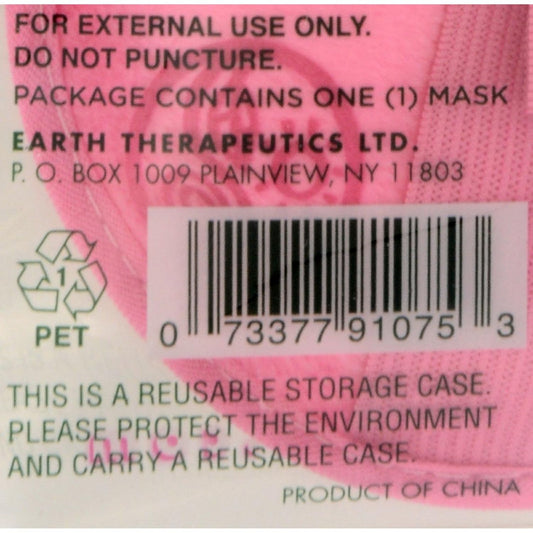 FOR EXTERNAL USE ONLY.
DO NOT PUNCTURE.
PACKAGE CONTAINS ONE (1) MASK
EARTH THERAPEUTICS LTD.
P. O. BOX 1009 PLAINVIEW, NY 11803
1
PET
0 73377 91075 3
THIS IS A REUSABLE STORAGE CASE.
PLEASE PROTECT THE ENVIRONMENT
AND CARRY A REUSABLE CASE.
PRODUCT OF CHINA